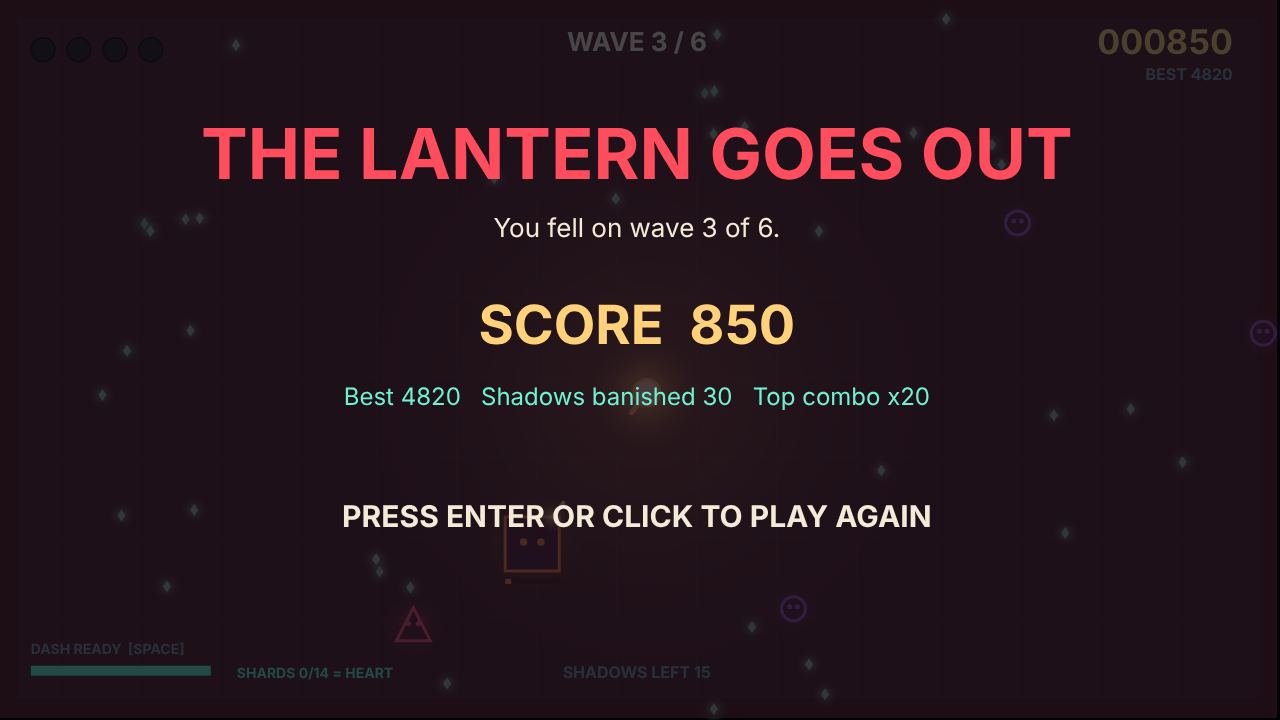 WAVE 3 / 6
000850
BEST 4820
THE LANTERN GOES OUT
You fell on wave 3 of 6.
SCORE 850
Best 4820 Shadows banished 30 Top combo x20
PRESS ENTER OR CLICK TO PLAY AGAIN
DASH READY [SPACE]
SHARDS 0/14 = HEART
SHADOWS LEFT 15